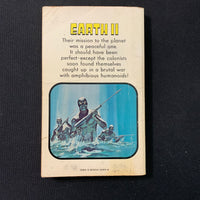 EARTH II
Their mission to the planet
was a peaceful one.
It should have been
perfect–except the colonists
soon found themselves
caught up in a brutal war
with amphibious humanoids!